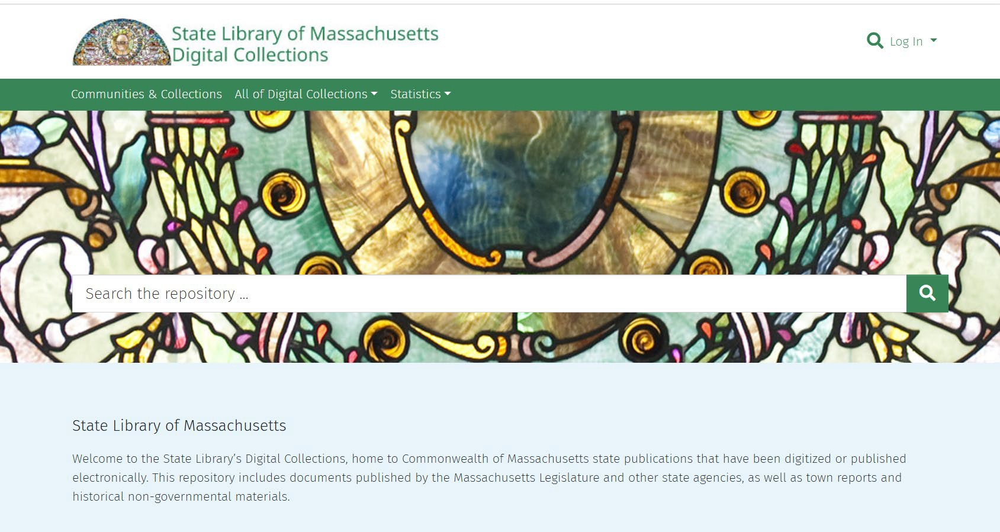 State Library of Massachusetts
Digital Collections
Log In
Communities & Collections All of Digital Collections Statistics
Search the repository ...
State Library of Massachusetts
Welcome to the State Library’s Digital Collections, home to Commonwealth of Massachusetts state publications that have been digitized or published
electronically. This repository includes documents published by the Massachusetts Legislature and other state agencies, as well as town reports and
historical non-governmental materials.